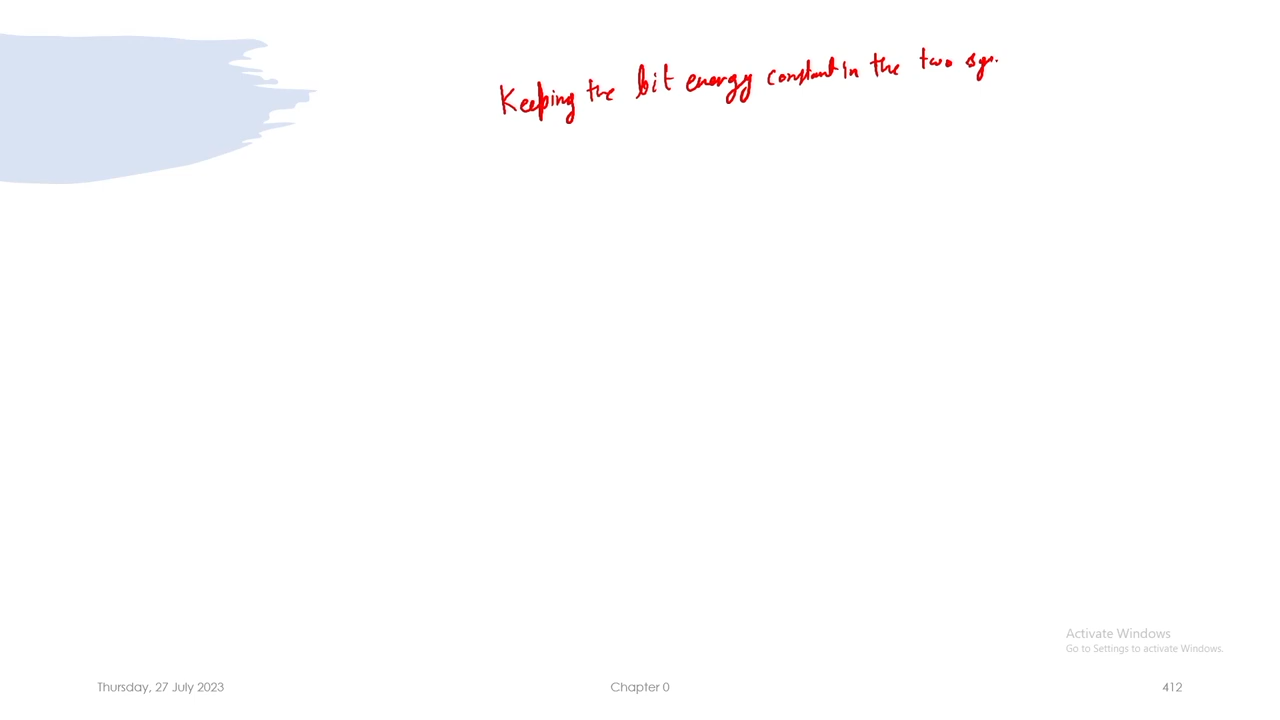 Keeping the bit energy constant in the two sys.
Activate Windows
Go to Settings to activate Windows.
Thursday, 27 July 2023
Chapter 0
412